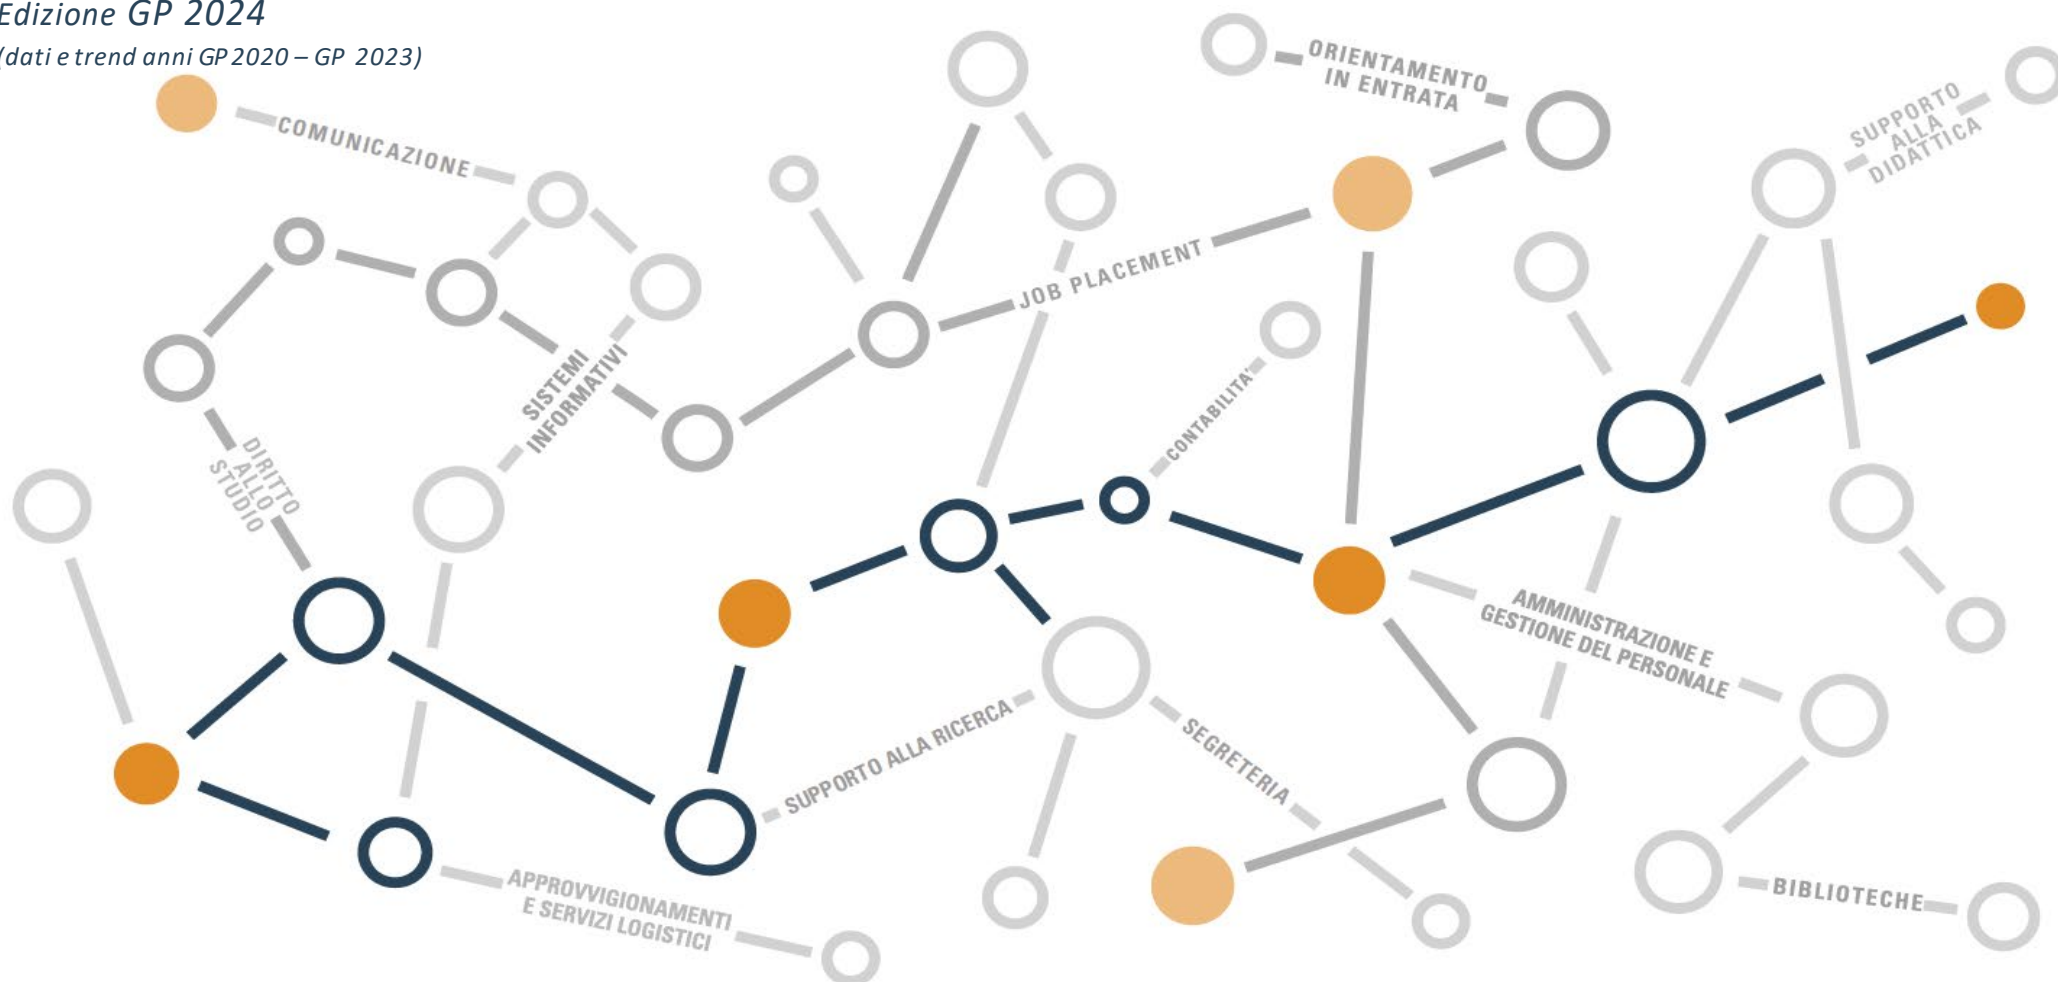 Edizione GP 2024
(dati e trend anni GP 2020 – GP 2023)
COMUNICAZIONE
ORIENTAMENTO
IN ENTRATA
SUPPORTO
ALLA
DIDATTICA
JOB PLACEMENT
SISTEMI
INFORMATIVI
CONTABILITA'
DIRITTO
ALLO
STUDIO
AMMINISTRAZIONE E
GESTIONE DEL PERSONALE
SUPPORTO ALLA RICERCA
SEGRETERIA
APPROVVIGIONAMENTI
E SERVIZI LOGISTICI
BIBLIOTECHE